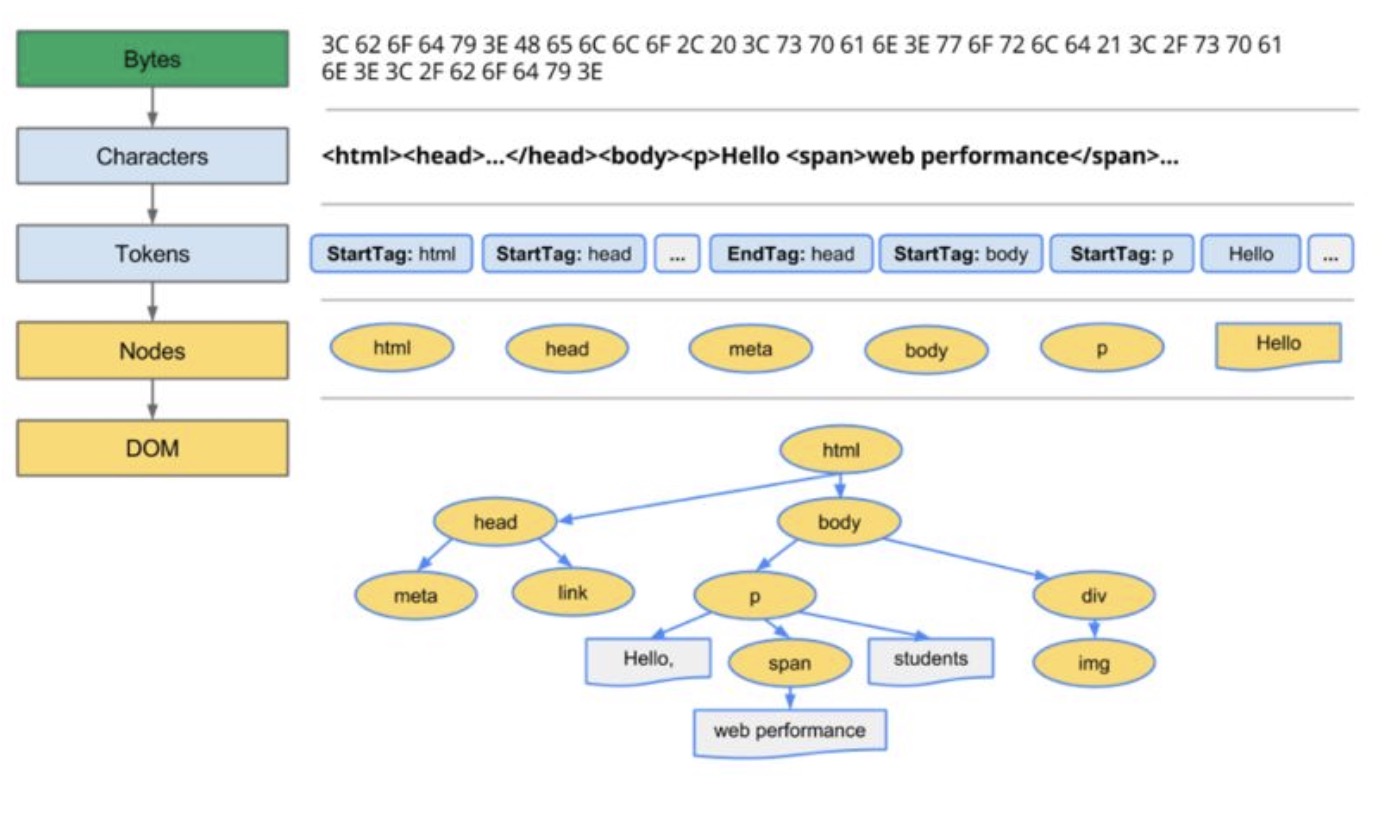 Bytes
3C 62 6F 64 79 3E 48 65 6C 6C 6F 2C 20 3C 73 70 61 6E 3E 77 6F 72 6C 64 21 3C 2F 73 70 61
6E 3E 3C 2F 62 6F 64 79 3E
Characters
<html><head>...</head><body><p>Hello <span>web performance</span>...
Tokens
StartTag: html
StartTag: head
...
EndTag: head
StartTag: body
StartTag: p
Hello
...
Nodes
html
head
meta
body
p
Hello
DOM
html
head
body
meta
link
p
div
Hello,
span
students
img
web performance